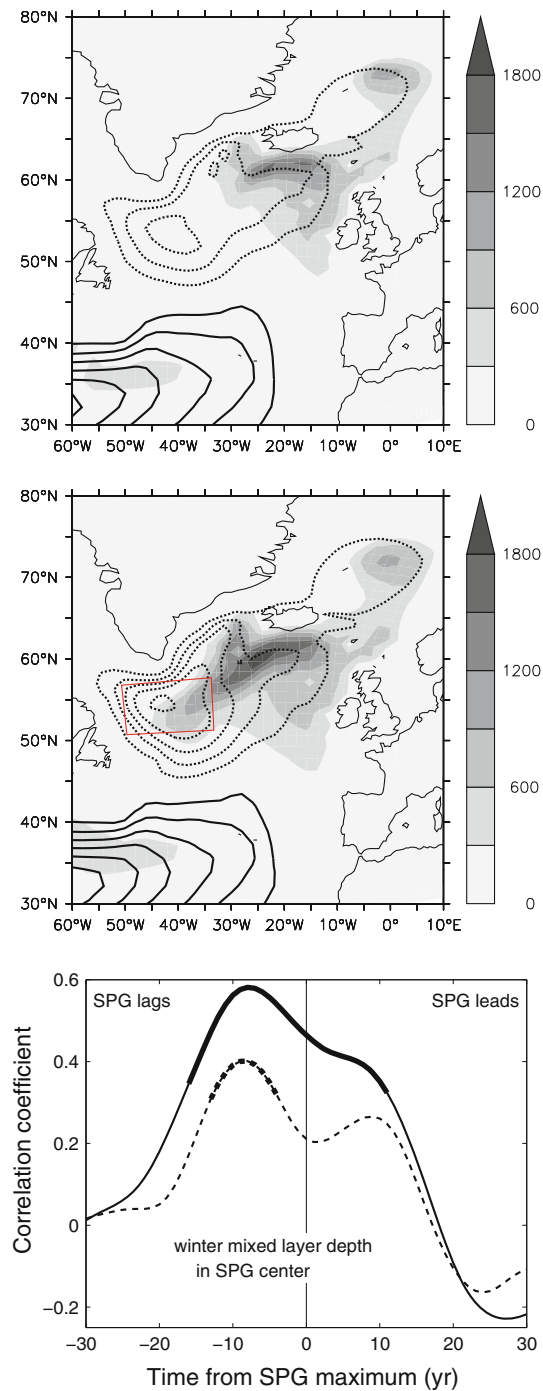 80°N
70°N
60°N
50°N
40°N
30°N
60°W 50°W 40°W 30°W 20°W 10°W 0° 10°E
1800
1200
600
0
80°N
70°N
60°N
50°N
40°N
30°N
60°W 50°W 40°W 30°W 20°W 10°W 0° 10°E
1800
1200
600
0
0.6
0.4
0.2
0
−0.2
Correlation coefficient
SPG lags
SPG leads
winter mixed layer depth
in SPG center
−30 −20 −10 0 10 20 30
Time from SPG maximum (yr)